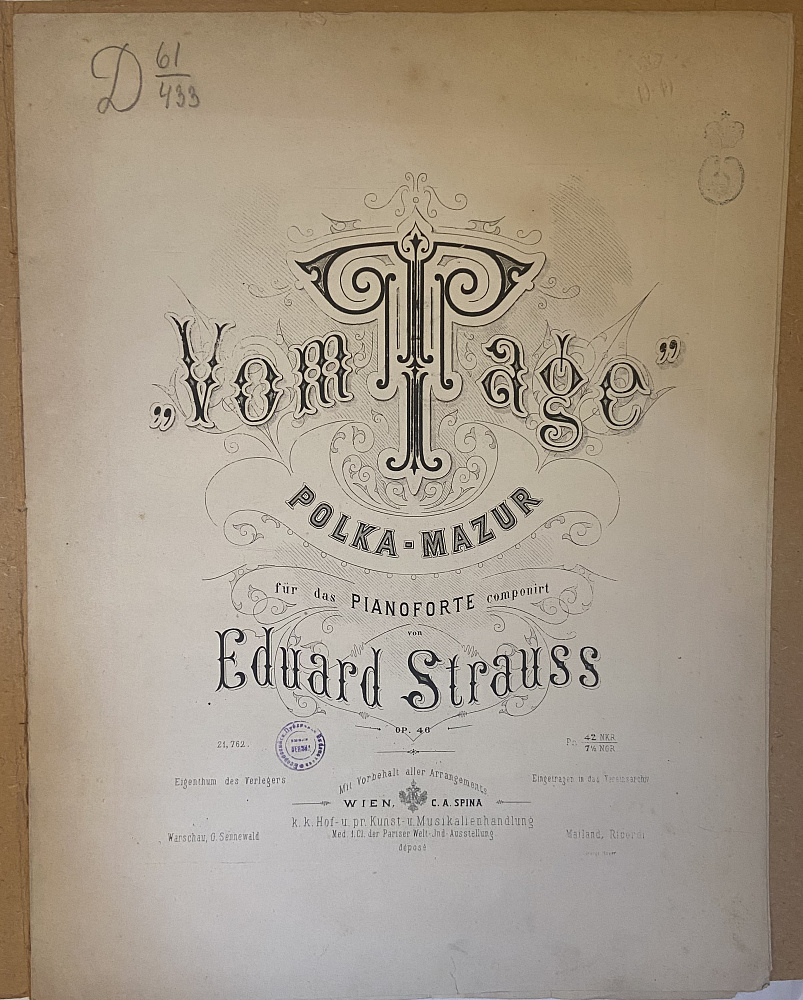 D 61
433
„Vom Tage”
POLKA-MAZUR
für das PIANOFORTE componirt
von
Eduard Strauss
OP. 46
21,762.
Pr. 42 NKR
7½ NGR
Eigenthum des Verlegers
Mit Vorbehalt aller Arrangements
Eingetragen in das Vereinsarchiv
WIEN, C. A. SPINA
k. k. Hof- u. pr. Kunst- u. Musikalienhandlung
Warschau, G. Sennewald
Med. 1. Cl. der Pariser Welt-Ind-Ausstellung
Mailand, Ricordi
déposé